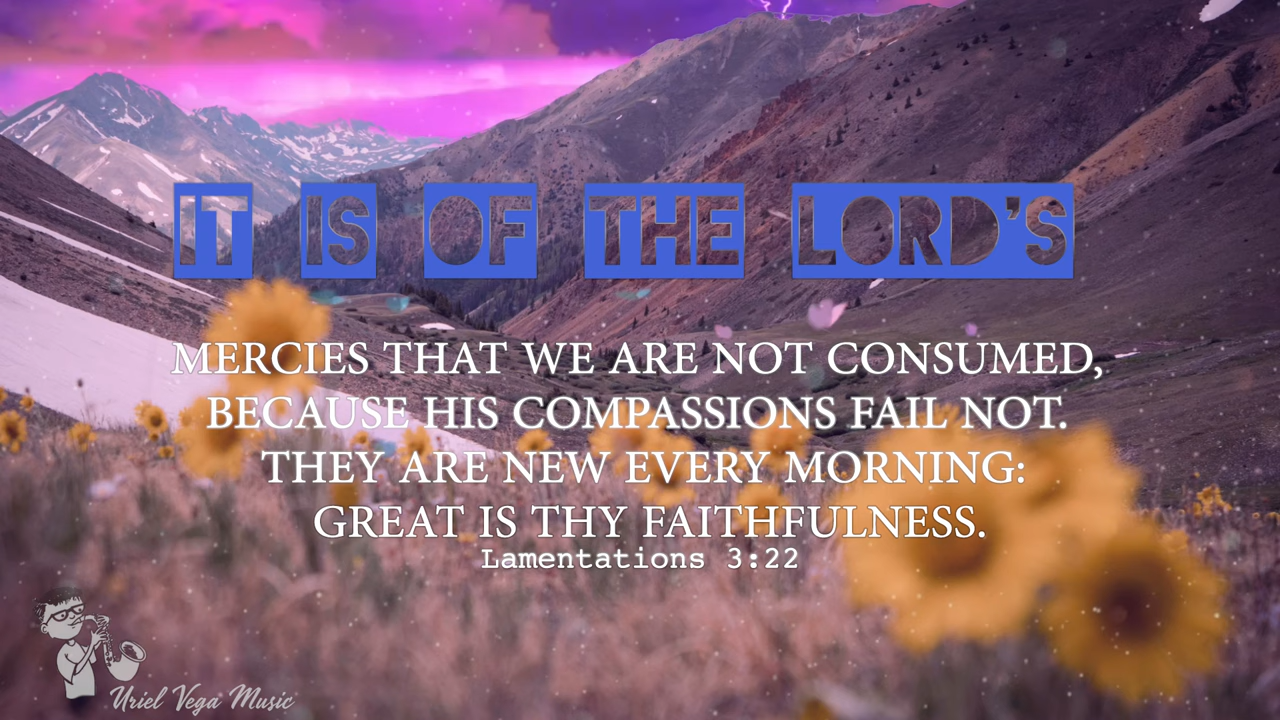 IT IS OF THE LORD'S
MERCIES THAT WE ARE NOT CONSUMED,
BECAUSE HIS COMPASSIONS FAIL NOT.
THEY ARE NEW EVERY MORNING:
GREAT IS THY FAITHFULNESS.
Lamentations 3:22
Uriel Vega Music